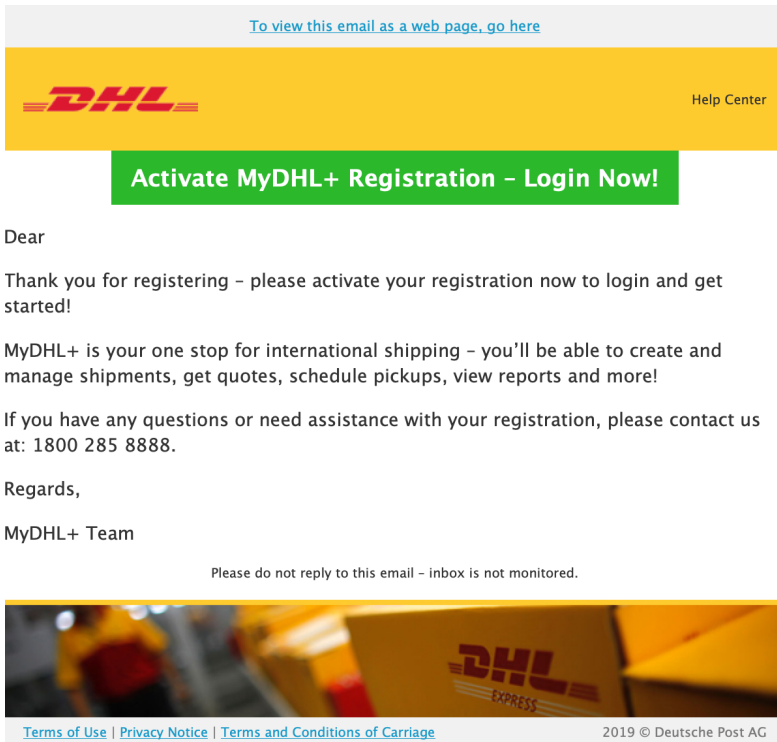 To view this email as a web page, go here
DHL
Help Center
Activate MyDHL+ Registration – Login Now!
Dear
Thank you for registering – please activate your registration now to login and get
started!
MyDHL+ is your one stop for international shipping – you’ll be able to create and
manage shipments, get quotes, schedule pickups, view reports and more!
If you have any questions or need assistance with your registration, please contact us
at: 1800 285 8888.
Regards,
MyDHL+ Team
Please do not reply to this email – inbox is not monitored.
DHL
EXPRESS
Terms of Use | Privacy Notice | Terms and Conditions of Carriage
2019 © Deutsche Post AG